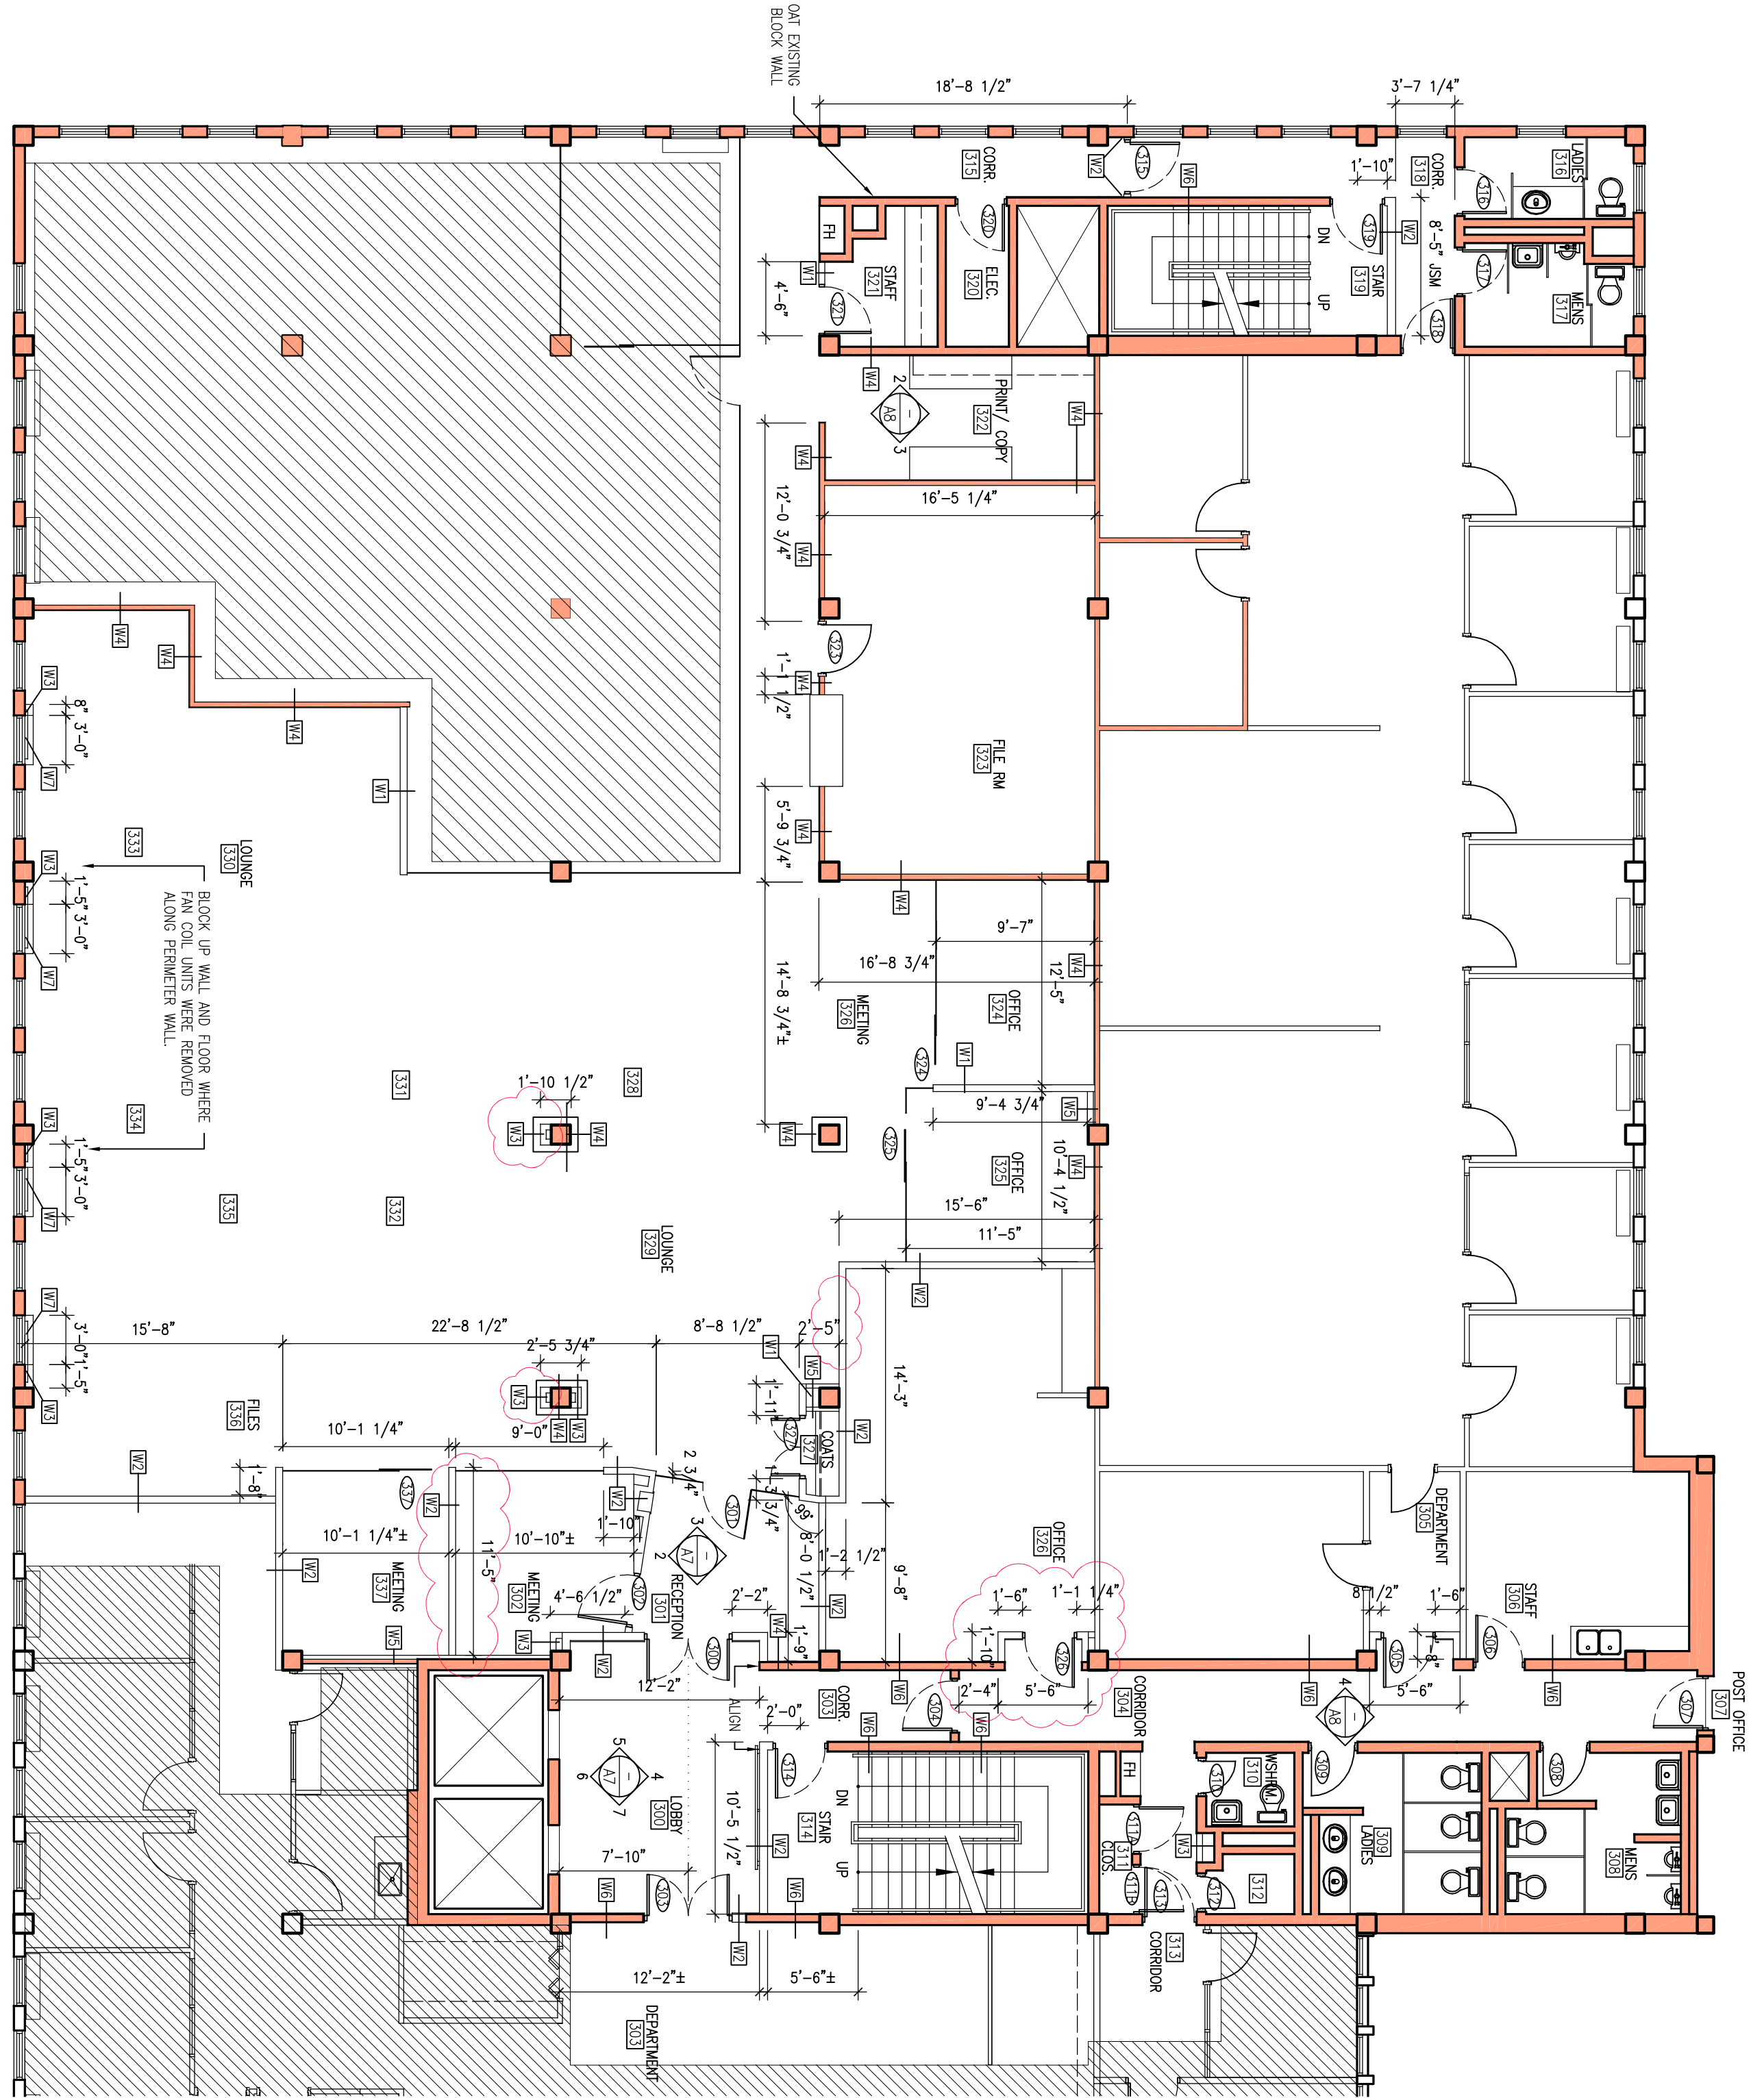 OAT EXISTING
BLOCK WALL
18'-8 1/2"
3'-7 1/4"
CORR.
315
W2
315
W6
1'-10"
CORR.
318
LADIES
316
316
8'-5" JSM
W2
319
STAIR
319
DN
UP
318
317
MENS
317
FH
W1
4'-6"
321
STAFF
321
320
ELEC.
320
W4
2
A8
3
PRINT/ COPY
322
W4
W4
12'-0 3/4"
16'-5 1/4"
W4
323
1'-1 1/2"
W4
FILE RM
323
5'-9 3/4"
W4
W4
W4
W4
W4
W1
W3
8"
3'-0"
W7
333
LOUNGE
330
W3
1'-5"
3'-0"
W7
BLOCK UP WALL AND FLOOR WHERE
FAN COIL UNITS WERE REMOVED
ALONG PERIMETER WALL.
14'-8 3/4"±
W4
9'-7"
16'-8 3/4"
W4
12'-5"
MEETING
326
OFFICE
324
324
W1
9'-4 3/4"
W5
328
331
1'-10 1/2"
W3
W4
W4
325
OFFICE
325
W4
10'-4 1/2"
334
W3
1'-5"
3'-0"
W7
335
332
15'-6"
11'-5"
LOUNGE
329
W2
W7
3'-0"
1'-5"
W3
15'-8"
22'-8 1/2"
8'-8 1/2"
2'-5"
2'-5 3/4"
W3
W4
W3
W1
W5
1'-11"
327
327
COATS
W2
14'-3"
FILES
336
10'-1 1/4"
9'-0"
W2
1'-8"
337
W2
W2
2 3/4"
301
1'-3 3/4"
99°
8'-0 1/2"
1'-2 1/2"
9'-8"
OFFICE
326
10'-1 1/4"±
10'-10"±
11'-5"
1'-10"
3
A7
2
W2
MEETING
337
MEETING
302
4'-6 1/2"
302
RECEPTION
301
2'-2"
W2
1'-6"
1'-1 1/4"
W5
W3
W2
300
W4
1'-9"
W6
1'-10"
326
DEPARTMENT
305
8 1/2"
1'-6"
1'-8"
305
STAFF
306
306
W6
12'-2"
ALIGN
2'-0"
CORR.
303
W6
304
2'-4"
W6
5'-6"
CORRIDOR
304
W6
4
A8
5'-6"
307
POST OFFICE
307
5
A7
4
6
7
LOBBY
300
10'-5 1/2"
314
STAIR
314
DN
UP
W2
FH
310
WSHRM.
310
309
308
7'-10"
W6
303
W2
W6
311A
CLOS.
311
311B
W3
313
312
312
LADIES
309
MENS
308
12'-2"±
5'-6"±
313
CORRIDOR
DEPARTMENT
303